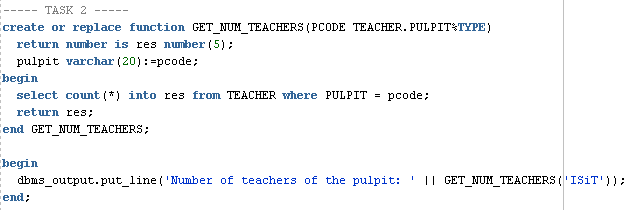 ----- TASK 2 -----
create or replace function GET_NUM_TEACHERS(PCODE TEACHER.PULPIT%TYPE)
  return number is res number(5);
  pulpit varchar(20):=pcode;
begin
  select count(*) into res from TEACHER where PULPIT = pcode;
  return res;
end GET_NUM_TEACHERS;

begin
  dbms_output.put_line('Number of teachers of the pulpit: ' || GET_NUM_TEACHERS('ISiT'));
end;